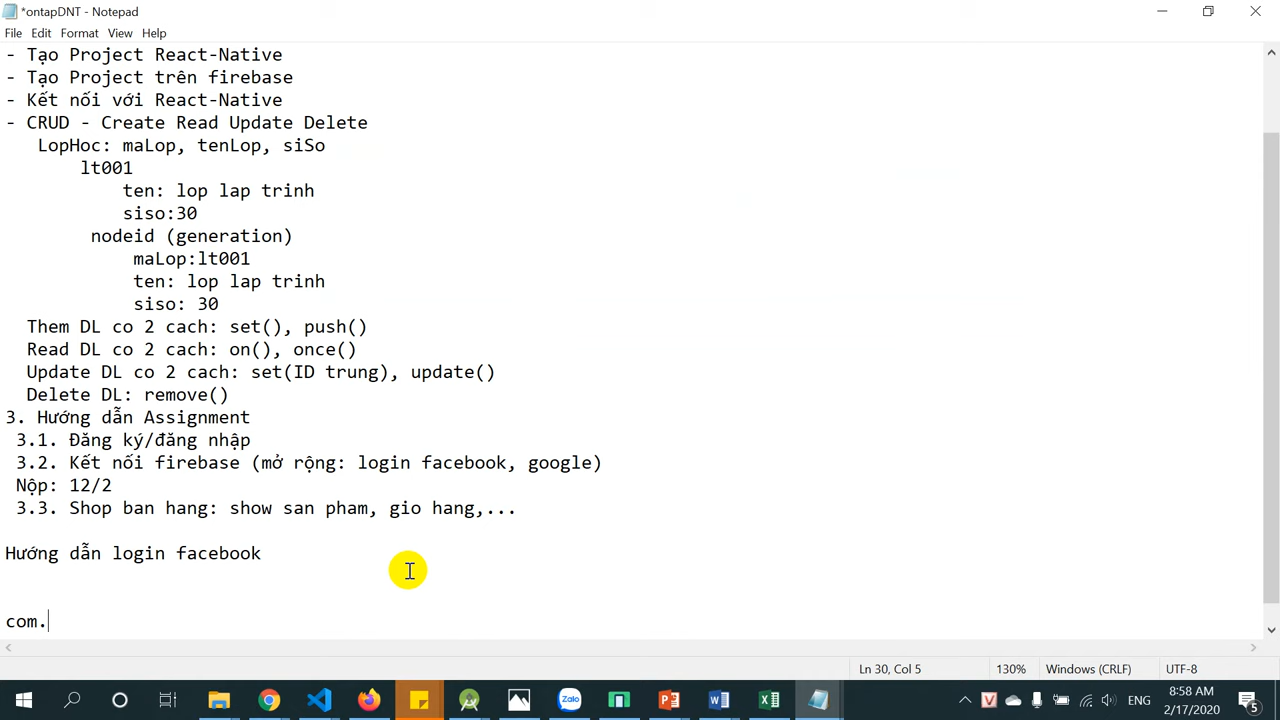 *ontapDNT - Notepad
File Edit Format View Help
- Tạo Project React-Native
- Tạo Project trên firebase
- Kết nối với React-Native
- CRUD - Create Read Update Delete
LopHoc: maLop, tenLop, siSo
lt001
ten: lop lap trinh
siso:30
nodeid (generation)
maLop:lt001
ten: lop lap trinh
siso: 30
Them DL co 2 cach: set(), push()
Read DL co 2 cach: on(), once()
Update DL co 2 cach: set(ID trung), update()
Delete DL: remove()
3. Hướng dẫn Assignment
3.1. Đăng ký/đăng nhập
3.2. Kết nối firebase (mở rộng: login facebook, google)
Nộp: 12/2
3.3. Shop ban hang: show san pham, gio hang,...
Hướng dẫn login facebook
com.
Ln 30, Col 5 130% Windows (CRLF) UTF-8
ENG 8:58 AM
2/17/2020 5